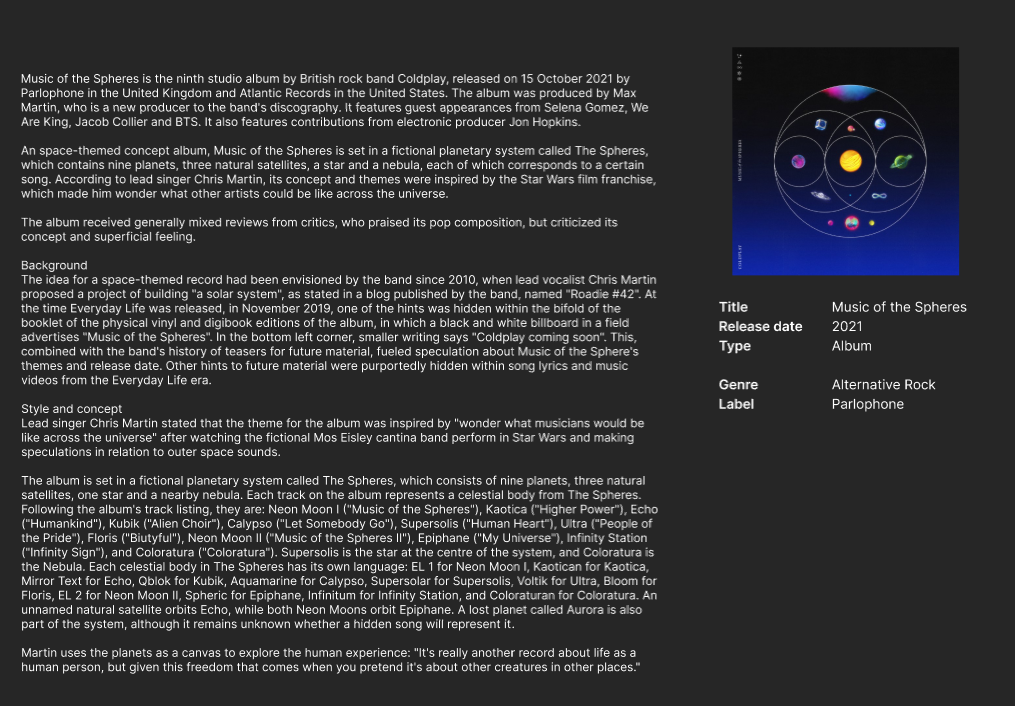 Music of the Spheres is the ninth studio album by British rock band Coldplay, released on 15 October 2021 by
Parlophone in the United Kingdom and Atlantic Records in the United States. The album was produced by Max
Martin, who is a new producer to the band's discography. It features guest appearances from Selena Gomez, We
Are King, Jacob Collier and BTS. It also features contributions from electronic producer Jon Hopkins.
An space-themed concept album, Music of the Spheres is set in a fictional planetary system called The Spheres,
which contains nine planets, three natural satellites, a star and a nebula, each of which corresponds to a certain
song. According to lead singer Chris Martin, its concept and themes were inspired by the Star Wars film franchise,
which made him wonder what other artists could be like across the universe.
The album received generally mixed reviews from critics, who praised its pop composition, but criticized its
concept and superficial feeling.
Background
The idea for a space-themed record had been envisioned by the band since 2010, when lead vocalist Chris Martin
proposed a project of building "a solar system", as stated in a blog published by the band, named "Roadie #42". At
the time Everyday Life was released, in November 2019, one of the hints was hidden within the bifold of the
booklet of the physical vinyl and digibook editions of the album, in which a black and white billboard in a field
advertises "Music of the Spheres". In the bottom left corner, smaller writing says "Coldplay coming soon". This,
combined with the band's history of teasers for future material, fueled speculation about Music of the Sphere's
themes and release date. Other hints to future material were purportedly hidden within song lyrics and music
videos from the Everyday Life era.
Style and concept
Lead singer Chris Martin stated that the theme for the album was inspired by "wonder what musicians would be
like across the universe" after watching the fictional Mos Eisley cantina band perform in Star Wars and making
speculations in relation to outer space sounds.
The album is set in a fictional planetary system called The Spheres, which consists of nine planets, three natural
satellites, one star and a nearby nebula. Each track on the album represents a celestial body from The Spheres.
Following the album's track listing, they are: Neon Moon I ("Music of the Spheres"), Kaotica ("Higher Power"), Echo
("Humankind"), Kubik ("Alien Choir"), Calypso ("Let Somebody Go"), Supersolis ("Human Heart"), Ultra ("People of
the Pride"), Floris ("Biutyful"), Neon Moon II ("Music of the Spheres II"), Epiphane ("My Universe"), Infinity Station
("Infinity Sign"), and Coloratura ("Coloratura"). Supersolis is the star at the centre of the system, and Coloratura is
the Nebula. Each celestial body in The Spheres has its own language: EL 1 for Neon Moon I, Kaotican for Kaotica,
Mirror Text for Echo, Qblok for Kubik, Aquamarine for Calypso, Supersolar for Supersolis, Voltik for Ultra, Bloom for
Floris, EL 2 for Neon Moon II, Spheric for Epiphane, Infinitum for Infinity Station, and Coloraturan for Coloratura. An
unnamed natural satellite orbits Echo, while both Neon Moons orbit Epiphane. A lost planet called Aurora is also
part of the system, although it remains unknown whether a hidden song will represent it.
Martin uses the planets as a canvas to explore the human experience: "It's really another record about life as a
human person, but given this freedom that comes when you pretend it's about other creatures in other places."
Title Music of the Spheres
Release date 2021
Type Album
Genre Alternative Rock
Label Parlophone